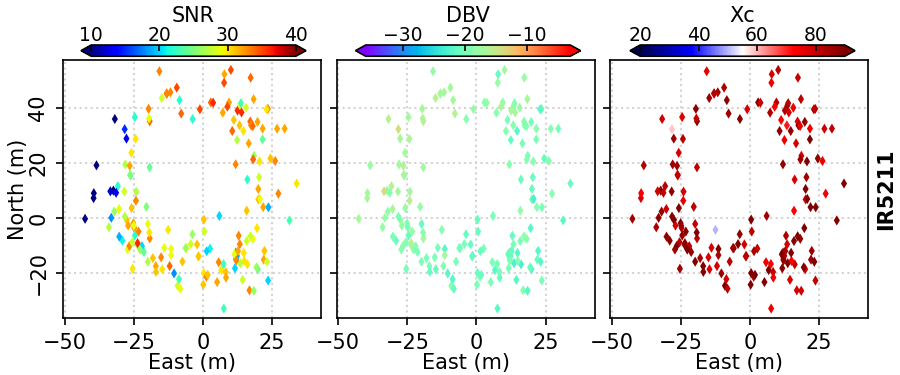 SNR DBV Xc
10 20 30 40 −30 −20 −10 20 40 60 80
North (m)
40
20
0
−20
−50 −25 0 25 −50 −25 0 25 −50 −25 0 25
East (m) East (m) East (m)
IR5211